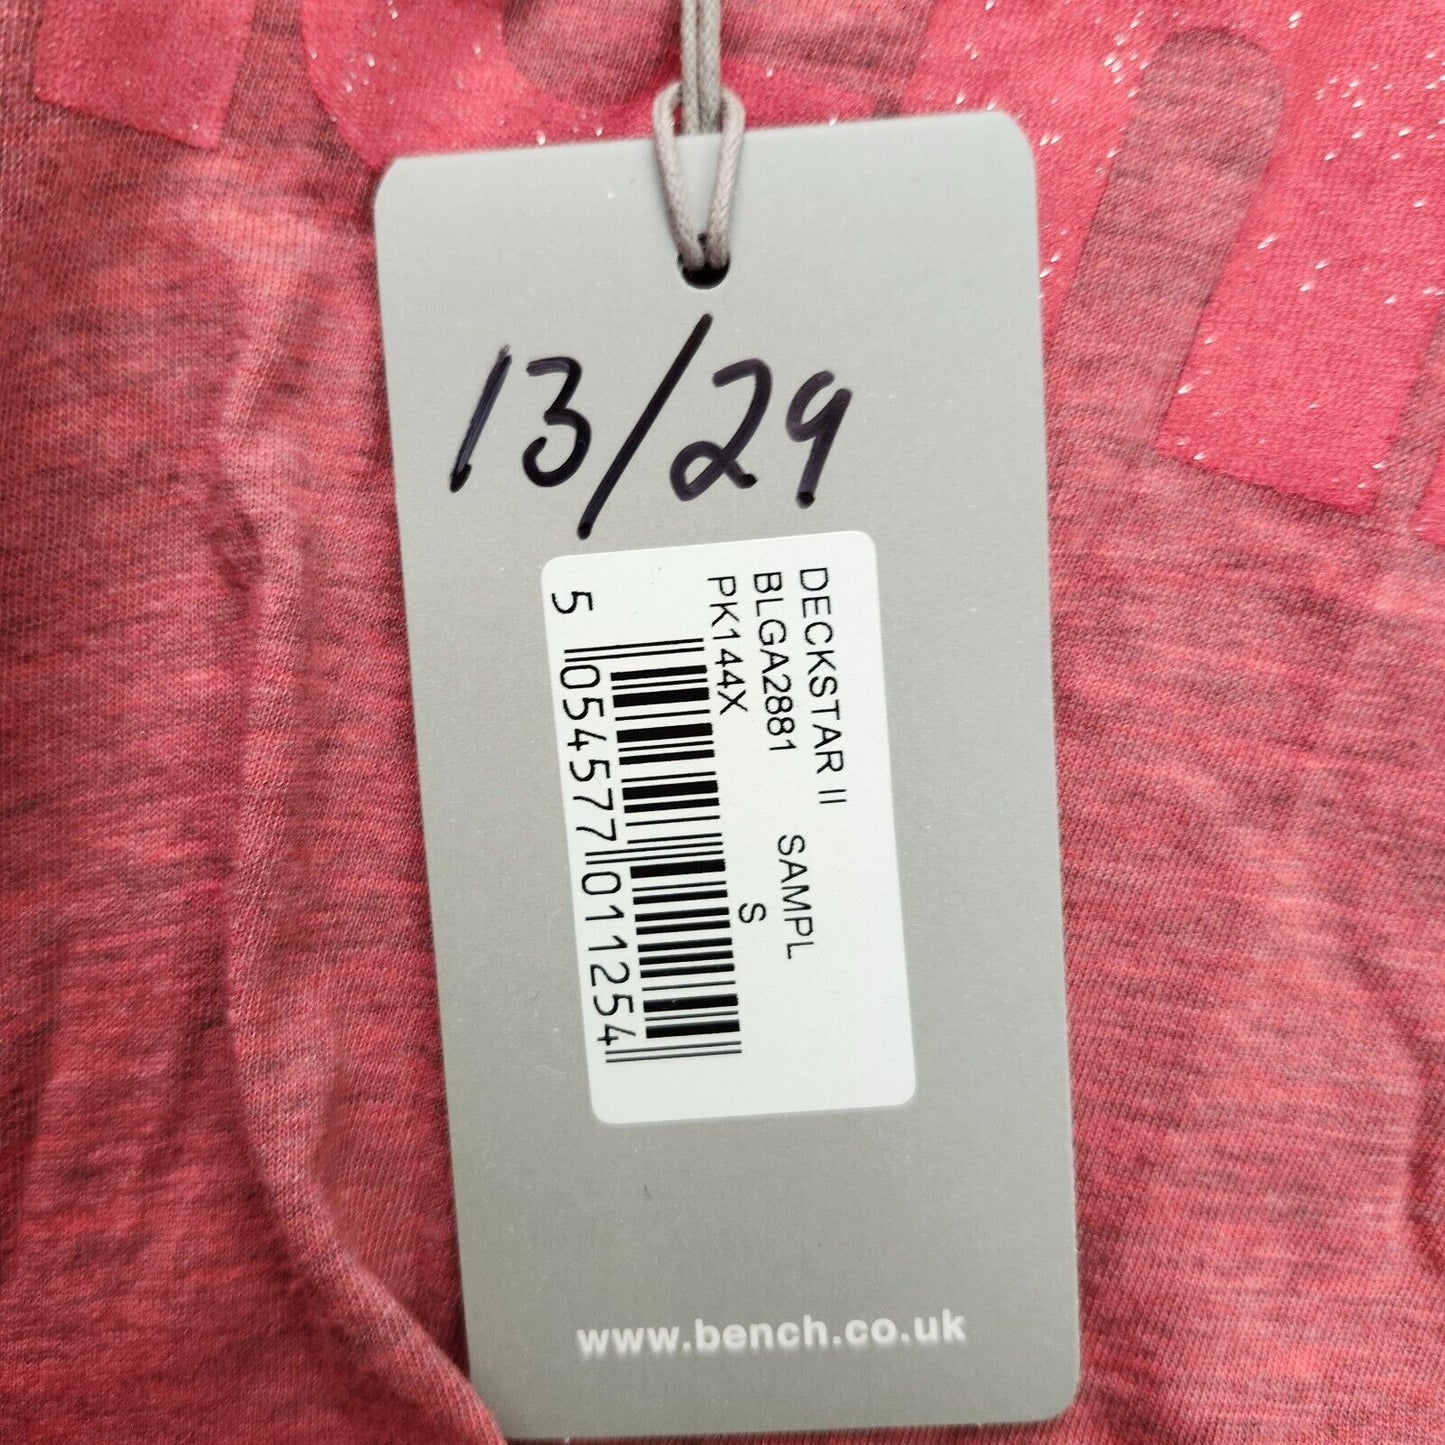 13/29
DECKSTAR II SAMPL
BLGA2881 S
PK144X
5 054577 011254
www.bench.co.uk